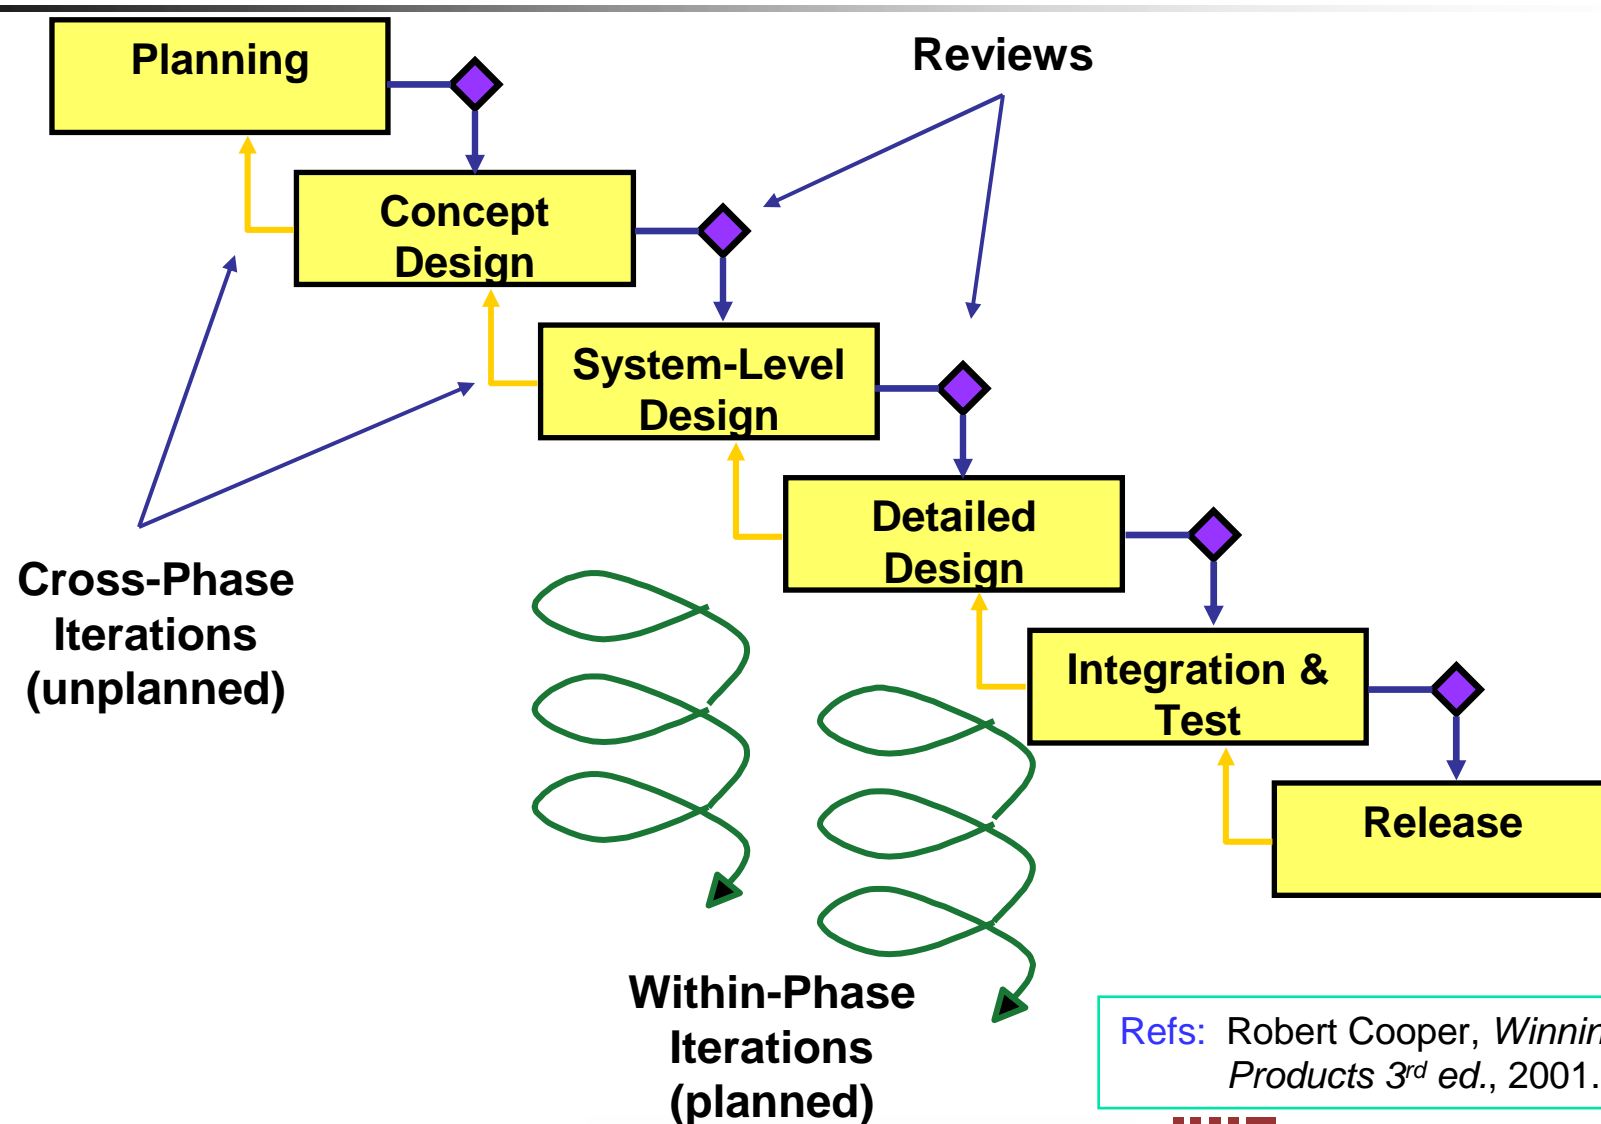 Planning
Reviews
Concept
Design
System-Level
Design
Detailed
Design
Cross-Phase
Iterations
(unplanned)
Integration &
Test
Release
Within-Phase
Iterations
(planned)
Refs: Robert Cooper, Winnin
Products 3rd ed., 2001.